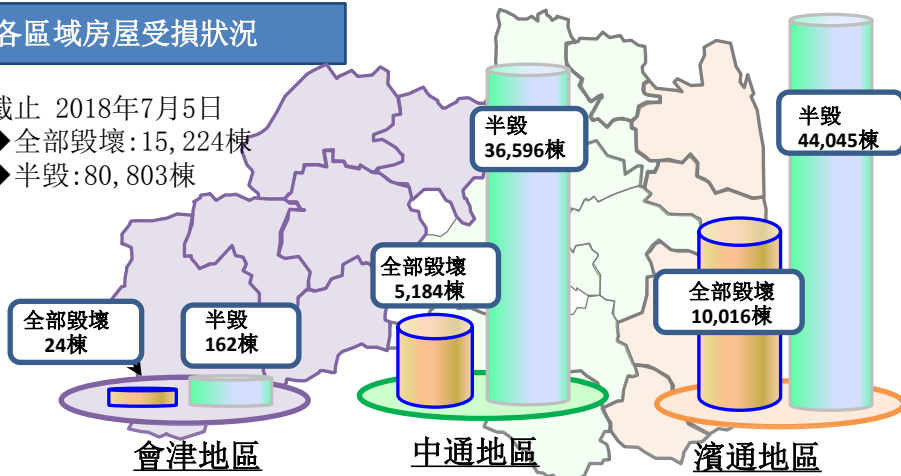 各區域房屋受損狀況
截止 2018年7月5日
◆全部毀壞:15,224棟
◆半毀:80,803棟
全部毀壞
24棟
半毀
162棟
會津地區
全部毀壞
5,184棟
半毀
36,596棟
中通地區
全部毀壞
10,016棟
半毀
44,045棟
濱通地區